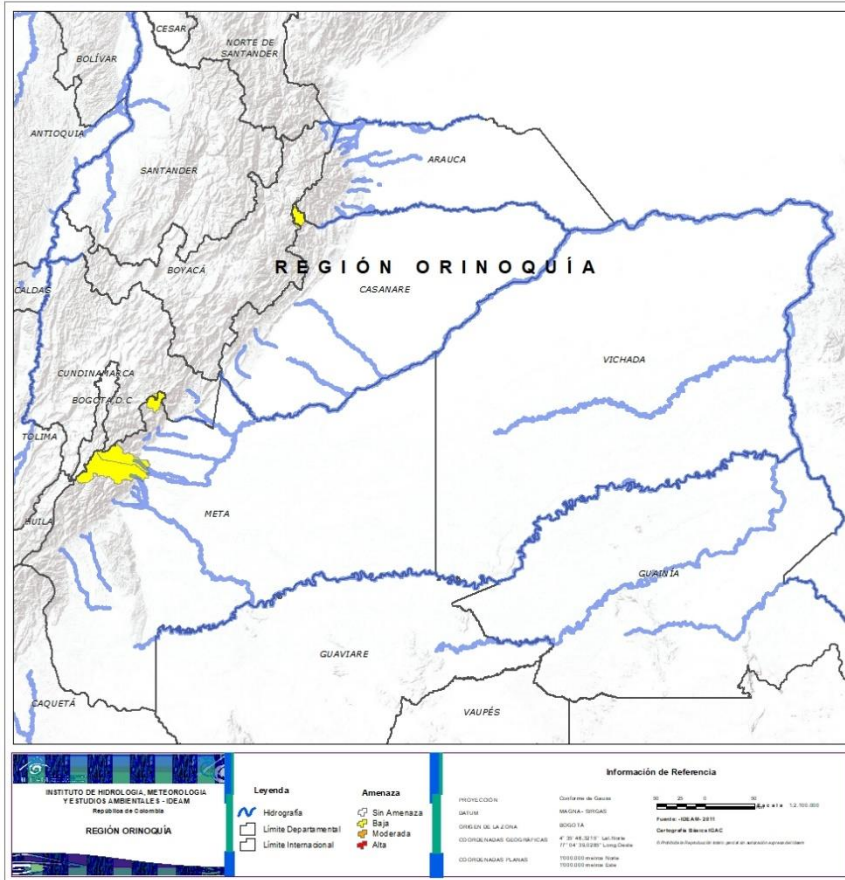 CESAR
NORTE DE
SANTANDER
BOLÍVAR
ANTIOQUIA
ARAUCA
SANTANDER
BOYACÁ
REGIÓN ORINOQUÍA
CASANARE
CALDAS
VICHADA
CUNDINAMARCA
BOGOTÁ, D.C
TOLIMA
META
HUILA
GUAINÍA
GUAVIARE
CAQUETÁ
VAUPÉS
INSTITUTO DE HIDROLOGIA, METEOROLOGIA
Y ESTUDIOS AMBIENTALES - IDEAM
República de Colombia
REGIÓN ORINOQUÍA
Leyenda
Hidrografía
Límite Departamental
Límite Internacional
Amenaza
Sin Amenaza
Baja
Moderada
Alta
Información de Referencia
PROYECCION
Conforme de Gauss
DATUM
MAGNA-SIRGAS
ORIGEN DE LA ZONA
BOGOTA
COORDENADAS GEOGRAFICAS
COORDENADAS PLANAS
Escala
Fuente: -IDEAM- 2011
Cartografía Básica IGAC